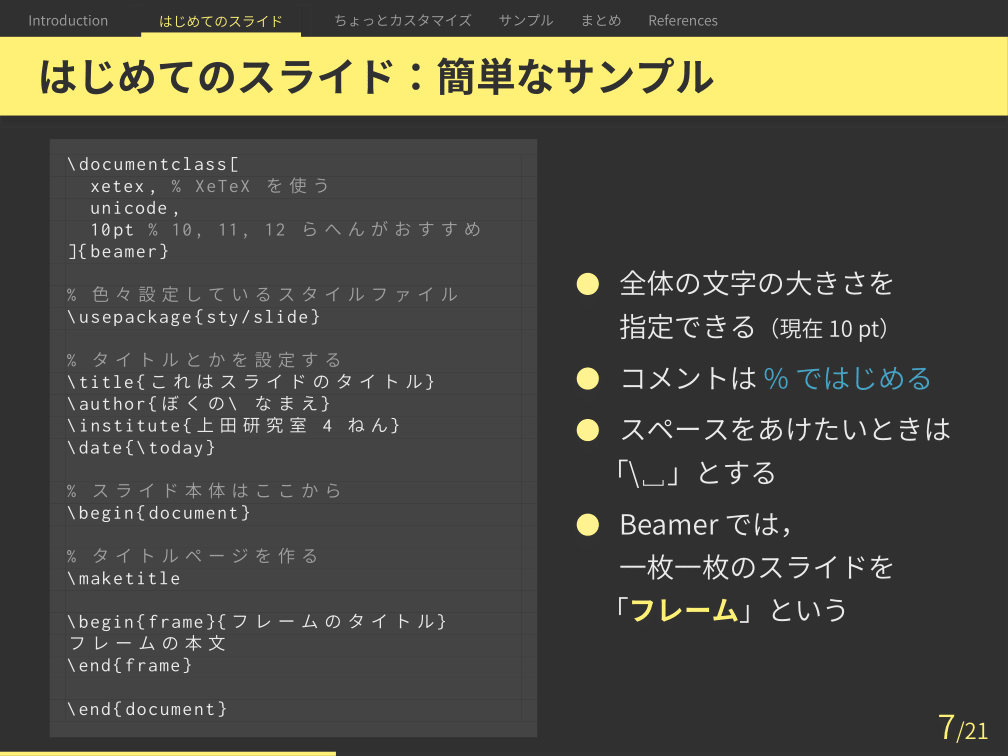 Introduction はじめてのスライド ちょっとカスタマイズ サンプル まとめ References
はじめてのスライド：簡単なサンプル
\documentclass[
  xetex, % XeTeX を使う
  unicode,
  10pt % 10, 11, 12 らへんがおすすめ
]{beamer}
% 色々設定しているスタイルファイル
\usepackage{sty/slide}
% タイトルとかを設定する
\title{これはスライドのタイトル}
\author{ぼくの\ なまえ}
\institute{上田研究室 4 ねん}
\date{\today}
% スライド本体はここから
\begin{document}
% タイトルページを作る
\maketitle
\begin{frame}{フレームのタイトル}
フレームの本文
\end{frame}
\end{document}
● 全体の文字の大きさを
指定できる（現在 10 pt）
● コメントは % ではじめる
● スペースをあけたいときは
「\␣」とする
● Beamer では，
一枚一枚のスライドを
「フレーム」という
7/21